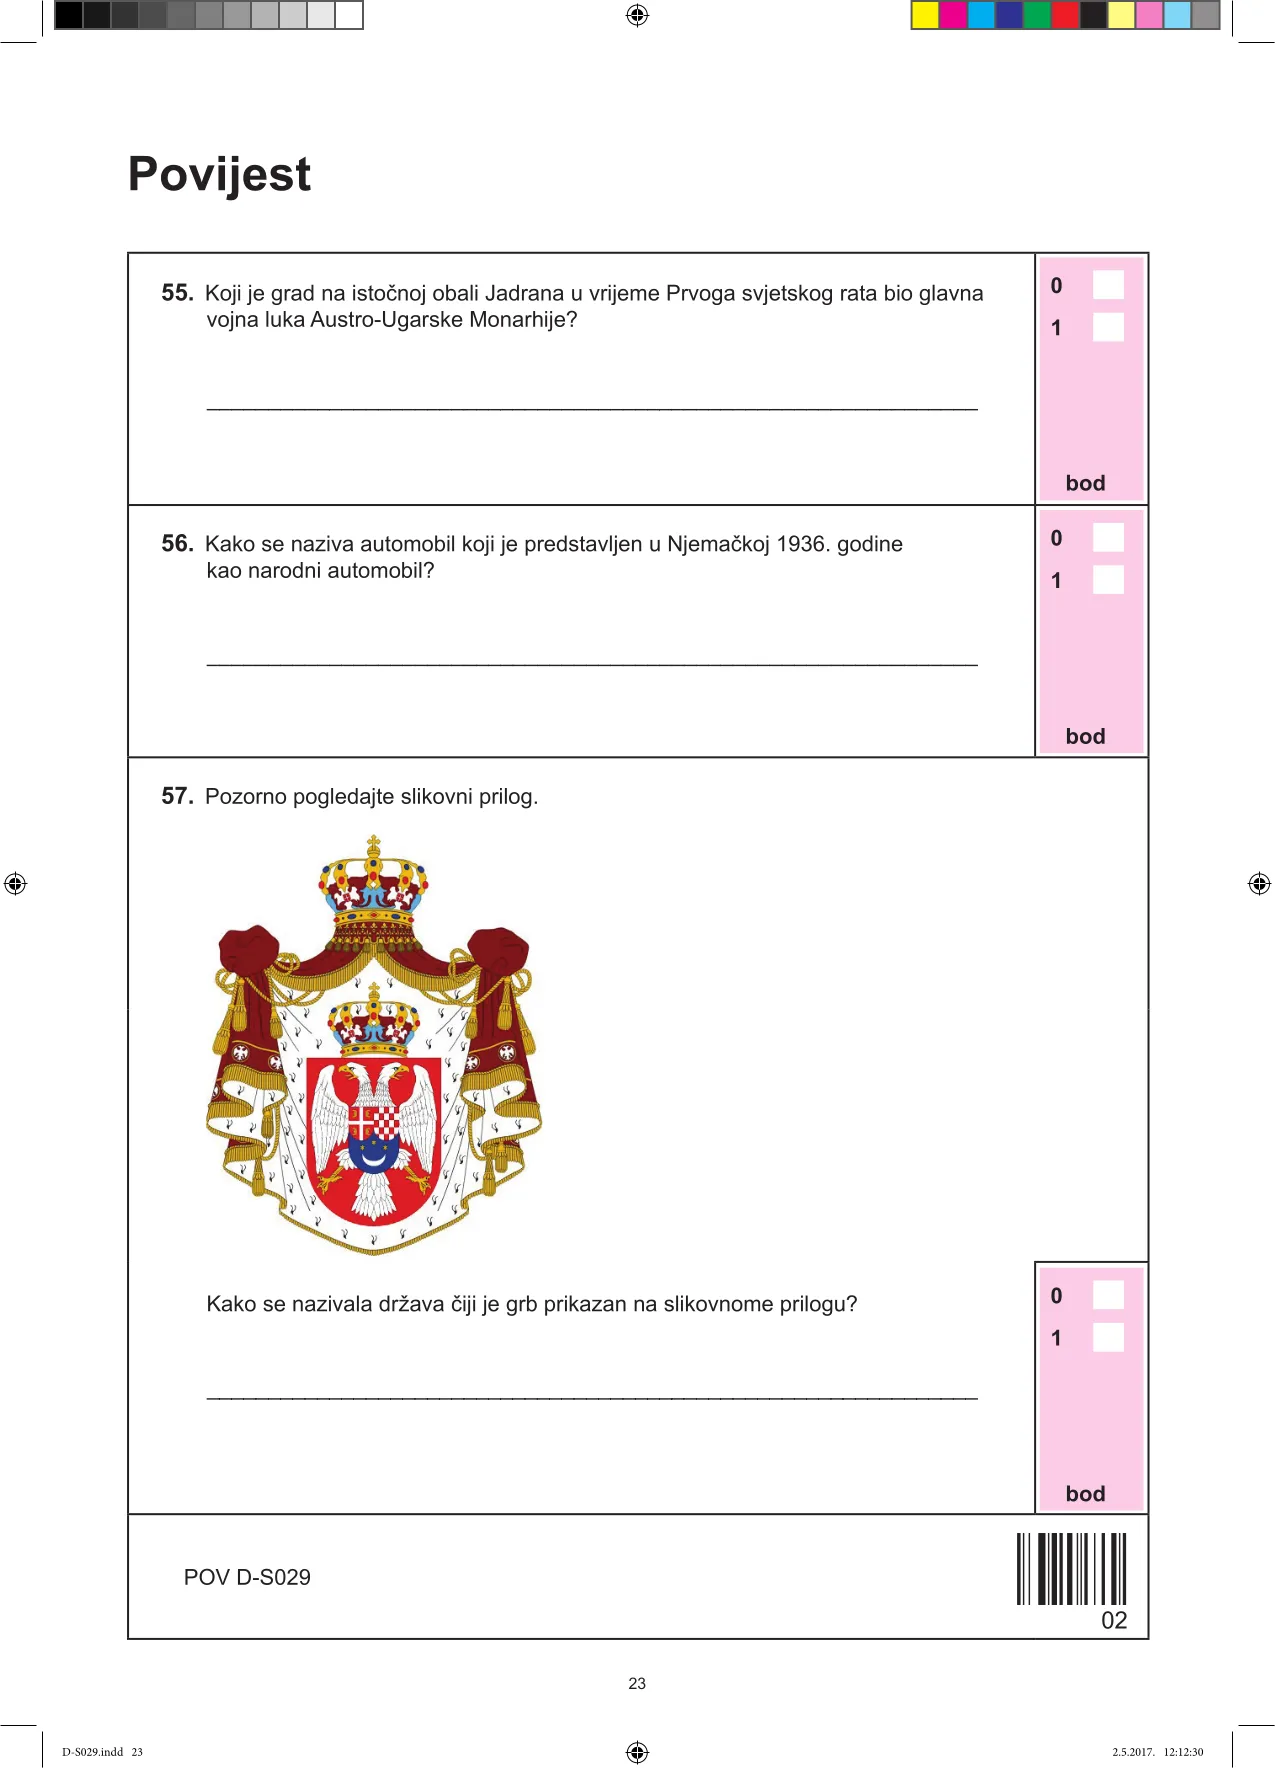 Povijest
55. Koji je grad na istočnoj obali Jadrana u vrijeme Prvoga svjetskog rata bio glavna
vojna luka Austro-Ugarske Monarhije?
0
1
bod
56. Kako se naziva automobil koji je predstavljen u Njemačkoj 1936. godine
kao narodni automobil?
0
1
bod
57. Pozorno pogledajte slikovni prilog.
Kako se nazivala država čiji je grb prikazan na slikovnome prilogu?
0
1
bod
POV D-S029
02
23
D-S029.indd 23
2.5.2017. 12:12:30